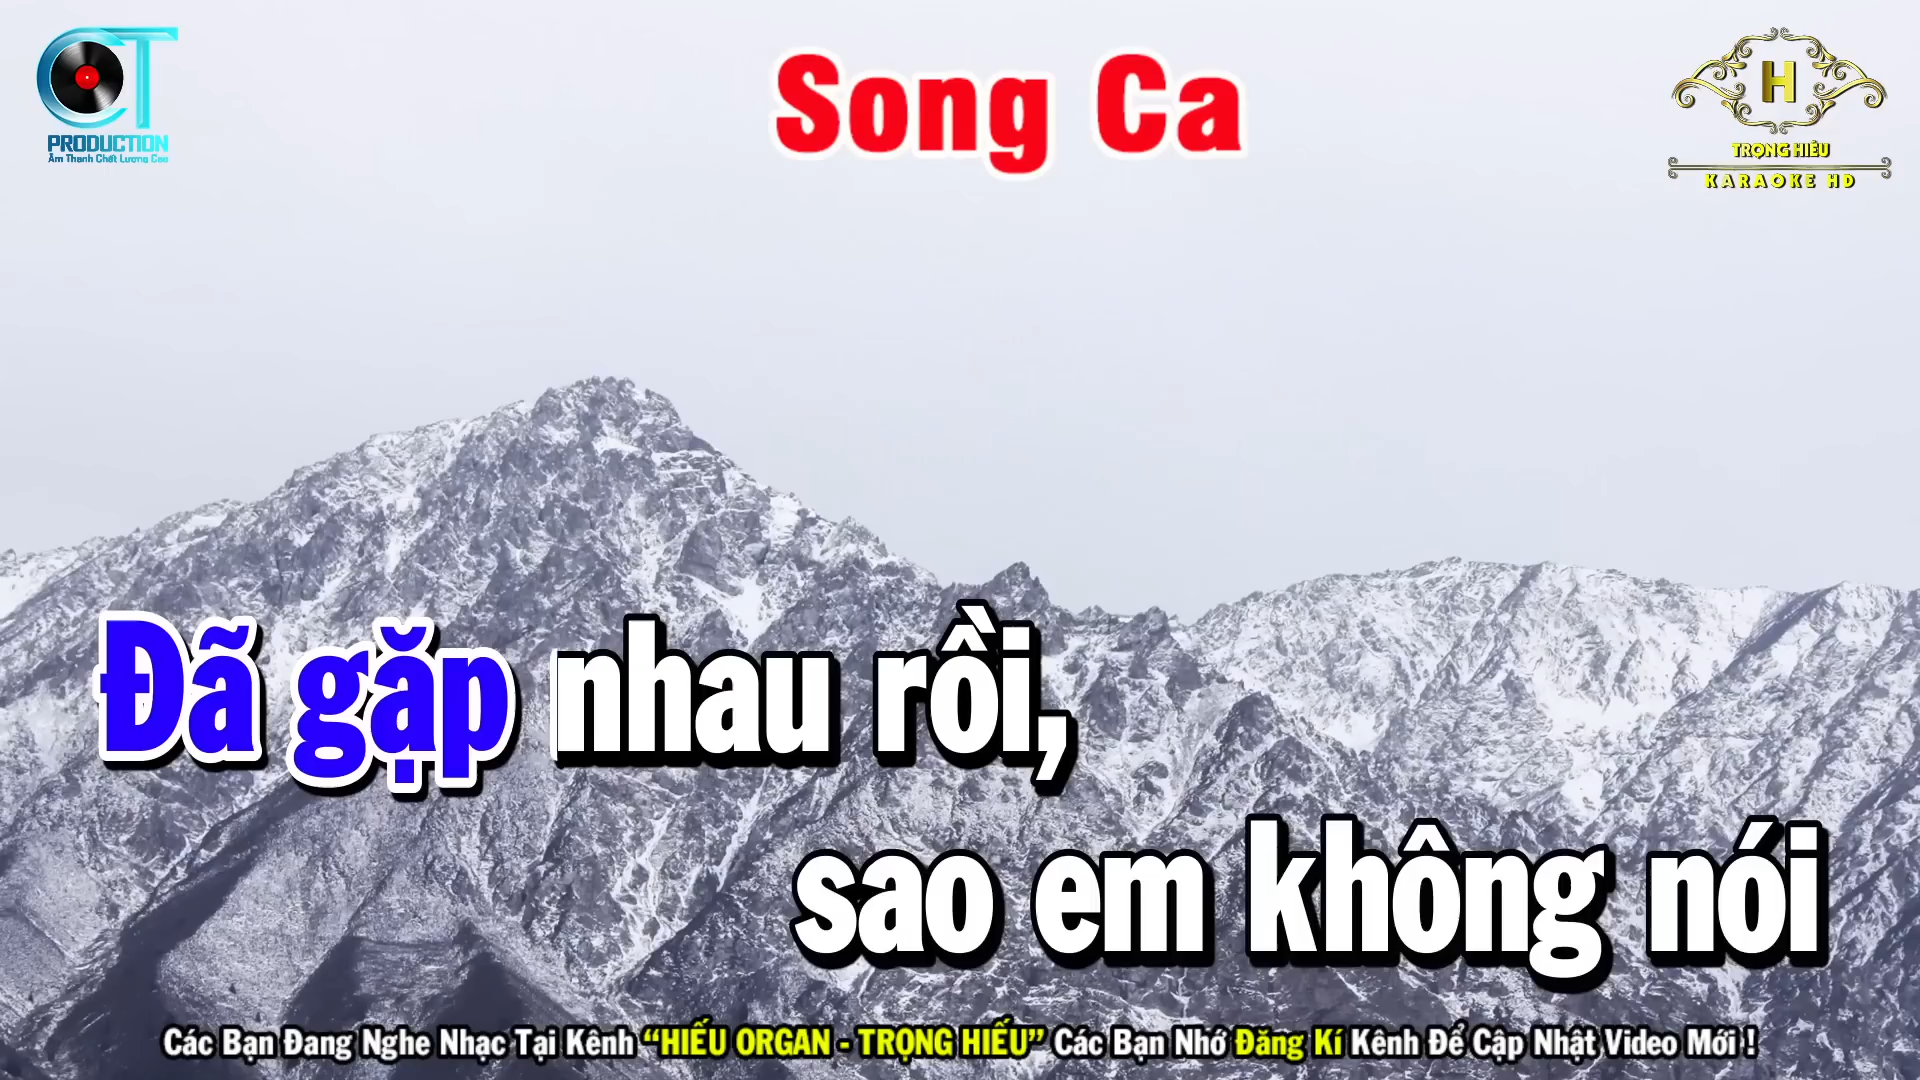 CT
PRODUCTION
Âm Thanh Chất Lượng Cao
Song Ca
H
TRỌNG HIẾU
KARAOKE HD
Đã gặp nhau rồi,
sao em không nói
Các Bạn Đang Nghe Nhạc Tại Kênh “HIẾU ORGAN - TRỌNG HIẾU” Các Bạn Nhớ Đăng Kí Kênh Để Cập Nhật Video Mới !